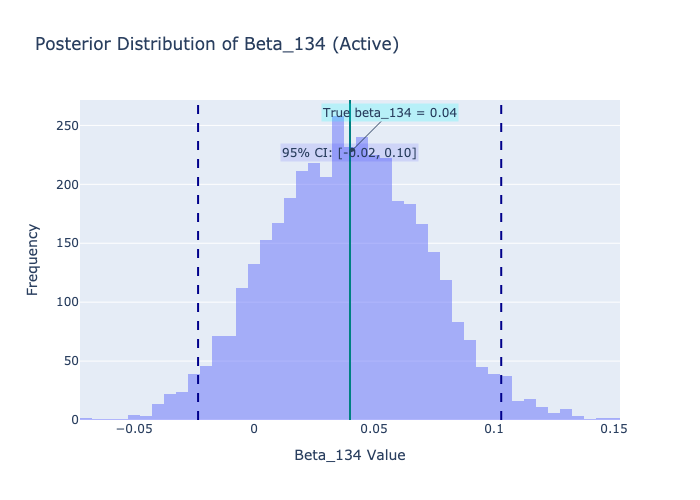 Posterior Distribution of Beta_134 (Active)
True beta_134 = 0.04
95% CI: [-0.02, 0.10]
250
200
150
100
50
0
Frequency
−0.05
0
0.05
0.1
0.15
Beta_134 Value